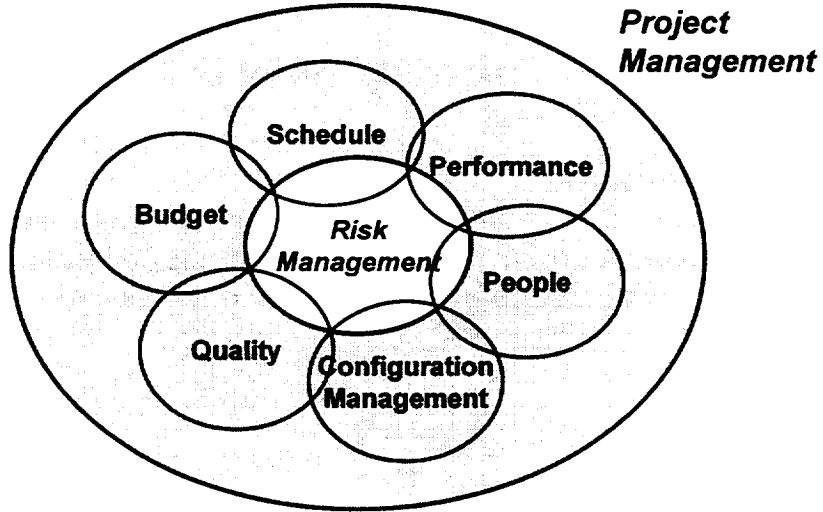 Project
Management
Schedule
Performance
Budget
Risk
Management
People
Quality
Configuration
Management